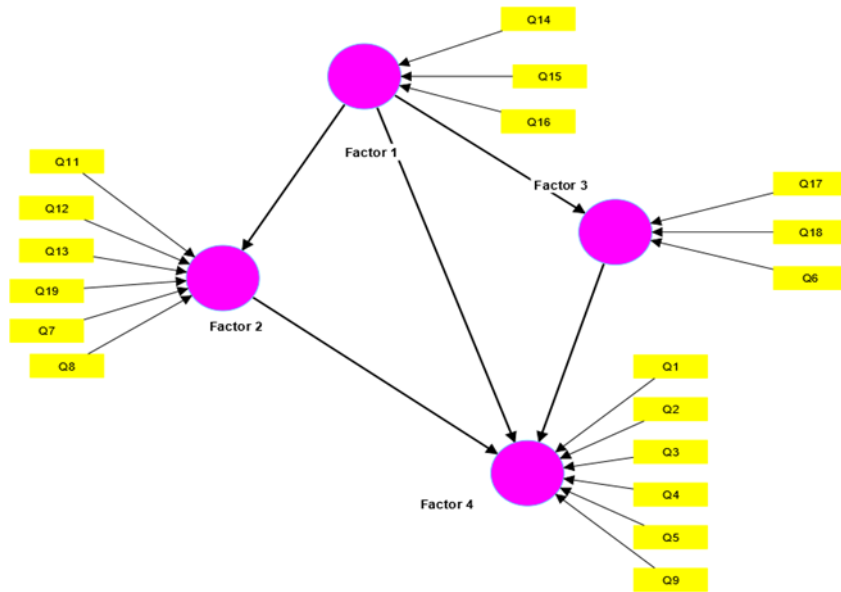 Q14
Q15
Q16
Factor 1
Q11
Q12
Q13
Q19
Q7
Q8
Factor 2
Factor 3
Q17
Q18
Q6
Q1
Q2
Q3
Q4
Q5
Q9
Factor 4